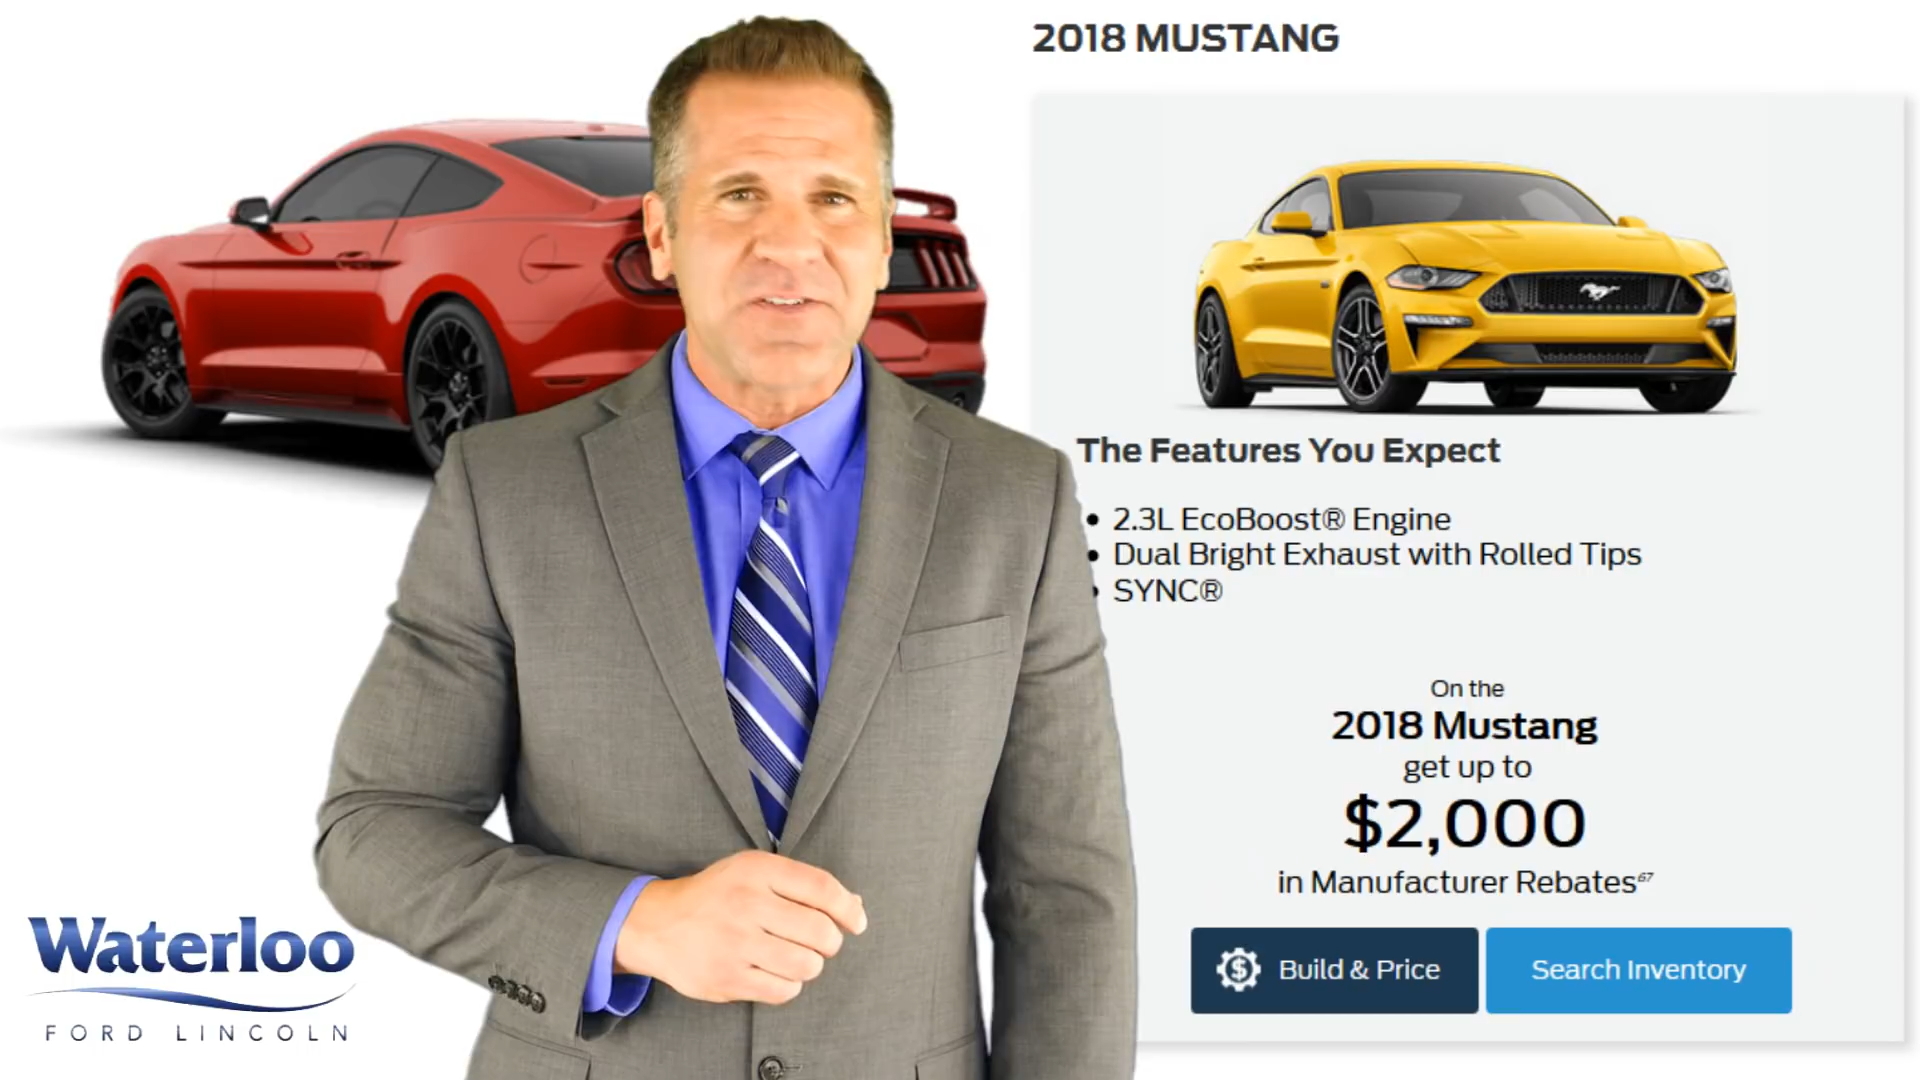 2018 MUSTANG
The Features You Expect
• 2.3L EcoBoost® Engine
• Dual Bright Exhaust with Rolled Tips
• SYNC®
On the
2018 Mustang
get up to
$2,000
in Manufacturer Rebates⁶⁷
Build & Price
Search Inventory
Waterloo
FORD LINCOLN